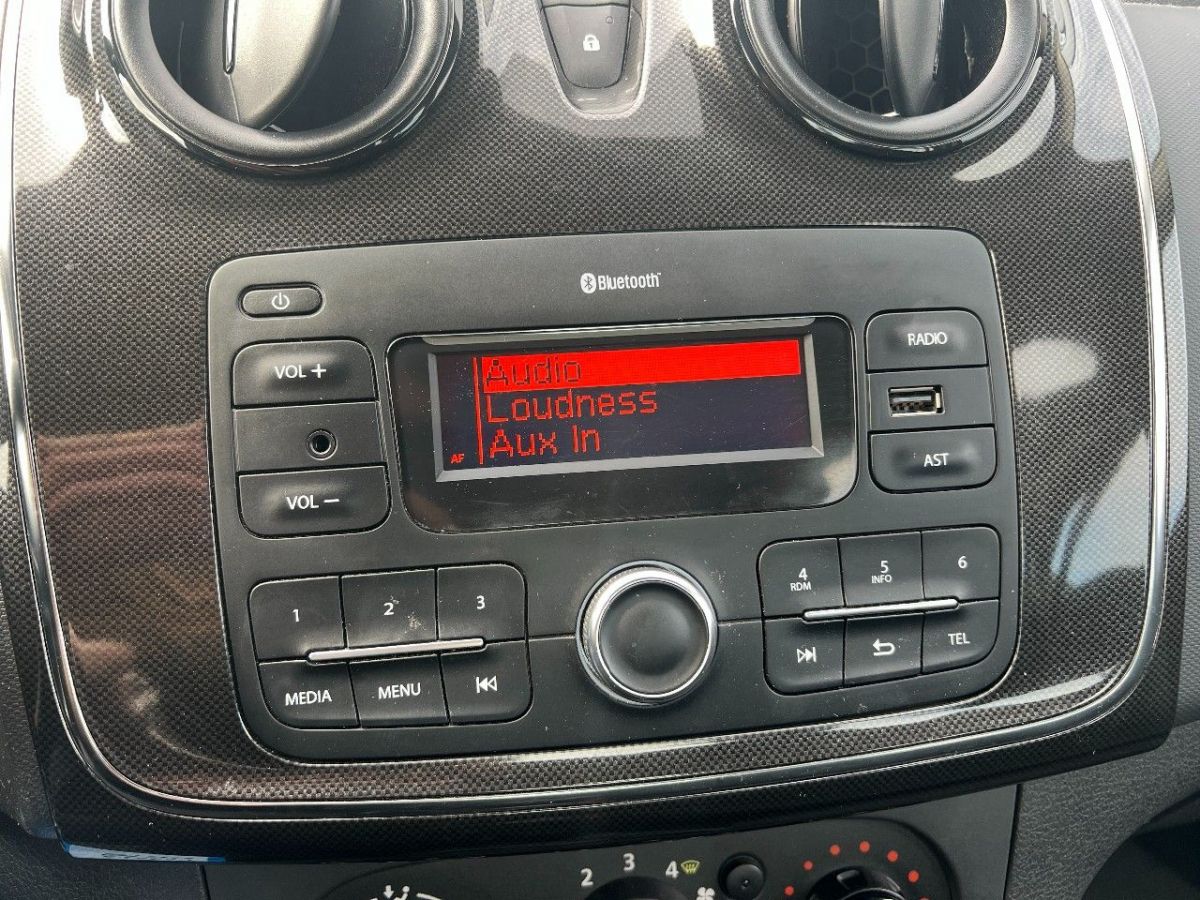 Bluetooth™
VOL +
RADIO
Audio
Loudness
Aux In
AF
VOL −
AST
1
2
3
4
RDM
5
INFO
6
MEDIA
MENU
TEL
2
3
4